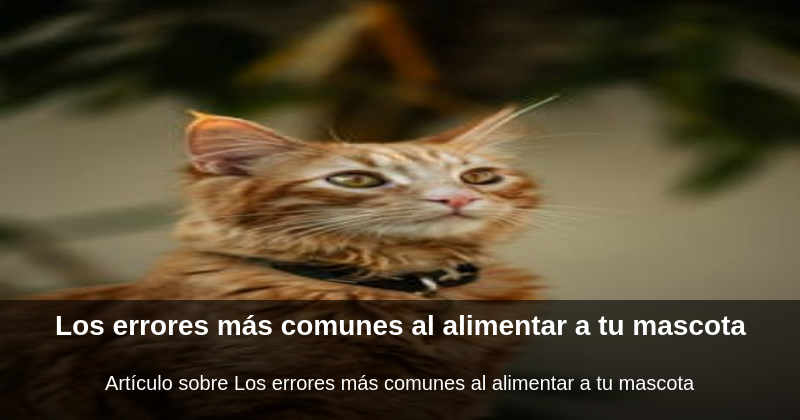 Los errores más comunes al alimentar a tu mascota
Artículo sobre Los errores más comunes al alimentar a tu mascota